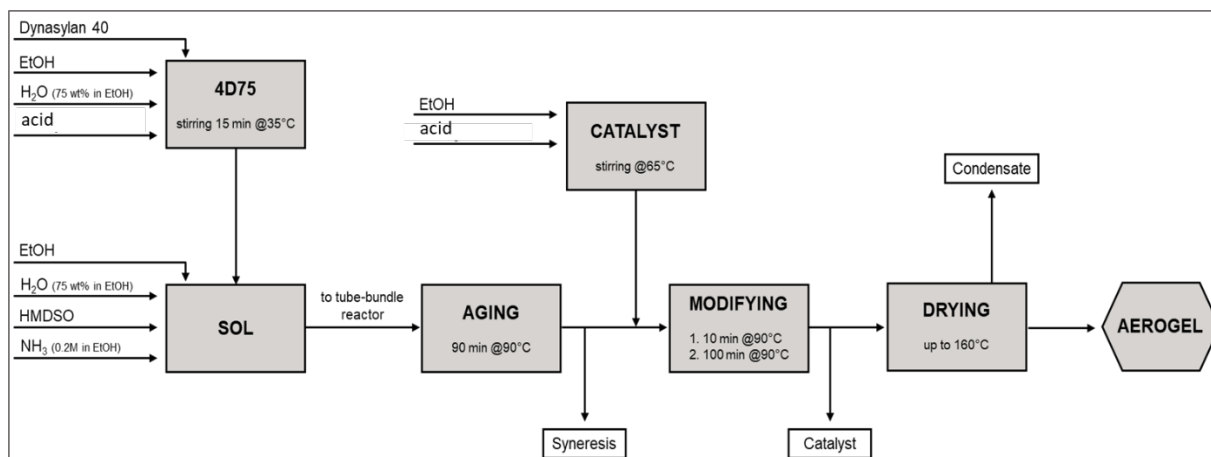 Dynasylan 40
EtOH
H₂O (75 wt% in EtOH)
acid
4D75
stirring 15 min @35°C
EtOH
acid
CATALYST
stirring @65°C
Condensate
EtOH
H₂O (75 wt% in EtOH)
HMDSO
NH₃ (0.2M in EtOH)
SOL
to tube-bundle
reactor
AGING
90 min @90°C
MODIFYING
1. 10 min @90°C
2. 100 min @90°C
DRYING
up to 160°C
AEROGEL
Syneresis
Catalyst